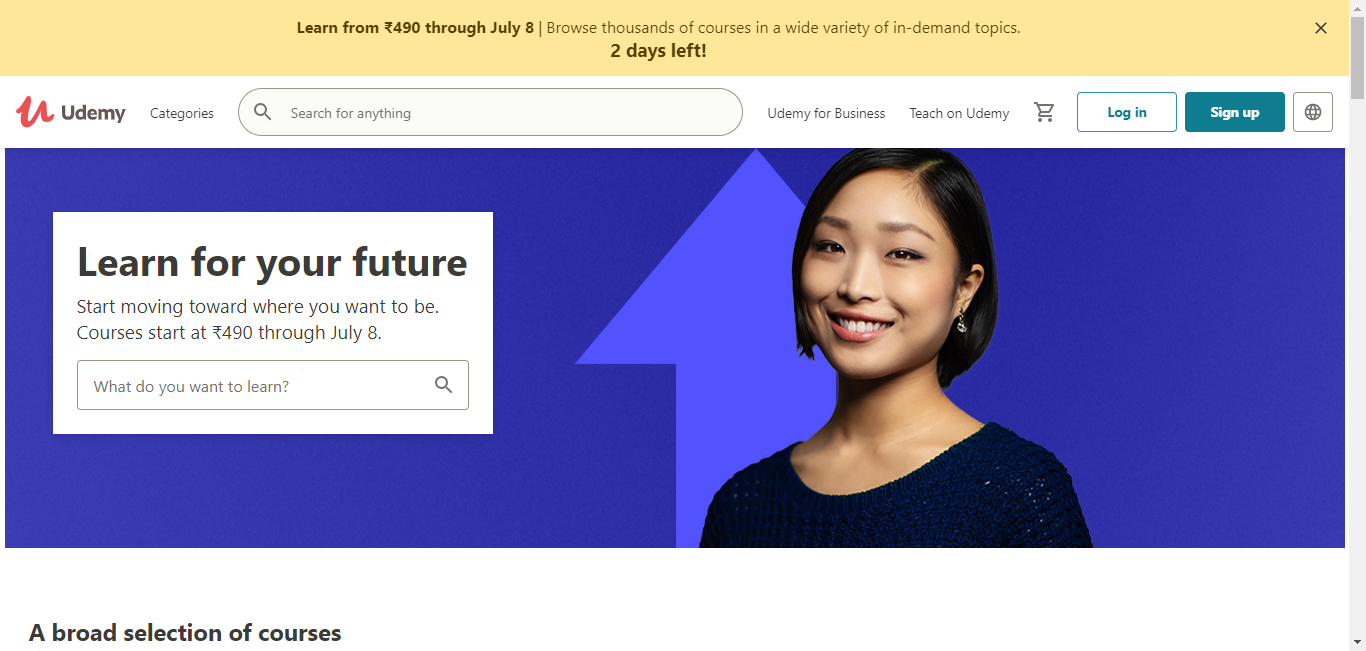 Learn from ₹490 through July 8 | Browse thousands of courses in a wide variety of in-demand topics.
2 days left!
Udemy
Categories
Search for anything
Udemy for Business
Teach on Udemy
Log in
Sign up
Learn for your future
Start moving toward where you want to be.
Courses start at ₹490 through July 8.
What do you want to learn?
A broad selection of courses